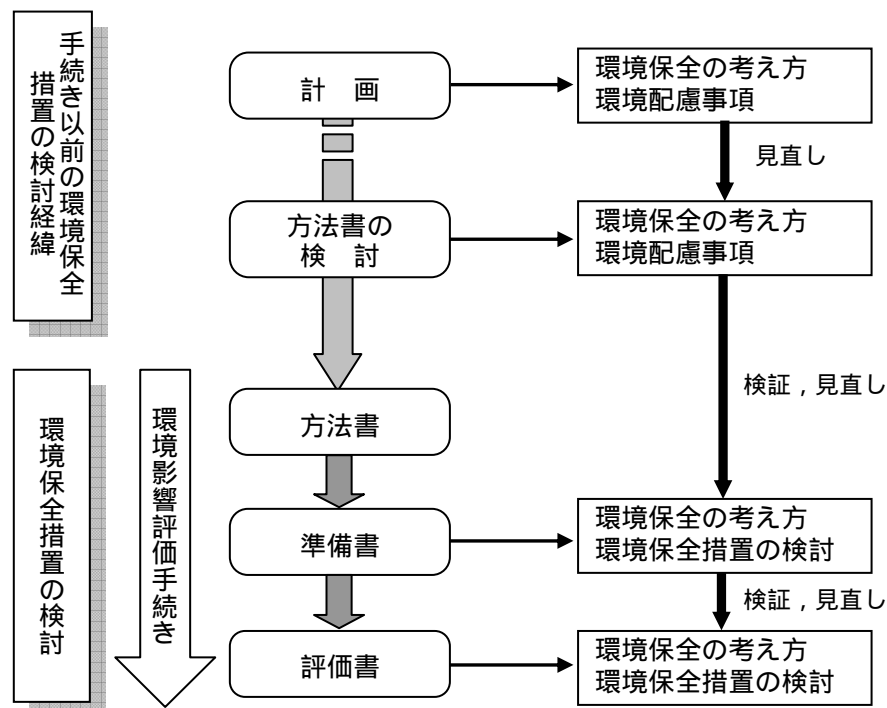 手続き以前の環境保全
措置の検討経緯
計 画
環境保全の考え方
環境配慮事項
見直し
方法書の
検 討
環境保全の考え方
環境配慮事項
検証,見直し
環境保全措置の検討
環境影響評価手続き
方法書
準備書
環境保全の考え方
環境保全措置の検討
検証,見直し
評価書
環境保全の考え方
環境保全措置の検討